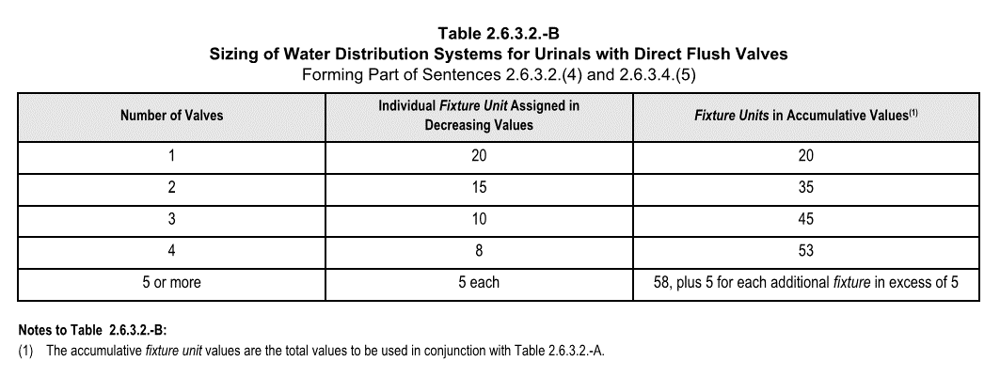 Table 2.6.3.2.-B
Sizing of Water Distribution Systems for Urinals with Direct Flush Valves
Forming Part of Sentences 2.6.3.2.(4) and 2.6.3.4.(5)
Number of Valves
Individual Fixture Unit Assigned in
Decreasing Values
Fixture Units in Accumulative Values(1)
1 20 20
2 15 35
3 10 45
4 8 53
5 or more 5 each 58, plus 5 for each additional fixture in excess of 5
Notes to Table 2.6.3.2.-B:
(1) The accumulative fixture unit values are the total values to be used in conjunction with Table 2.6.3.2.-A.